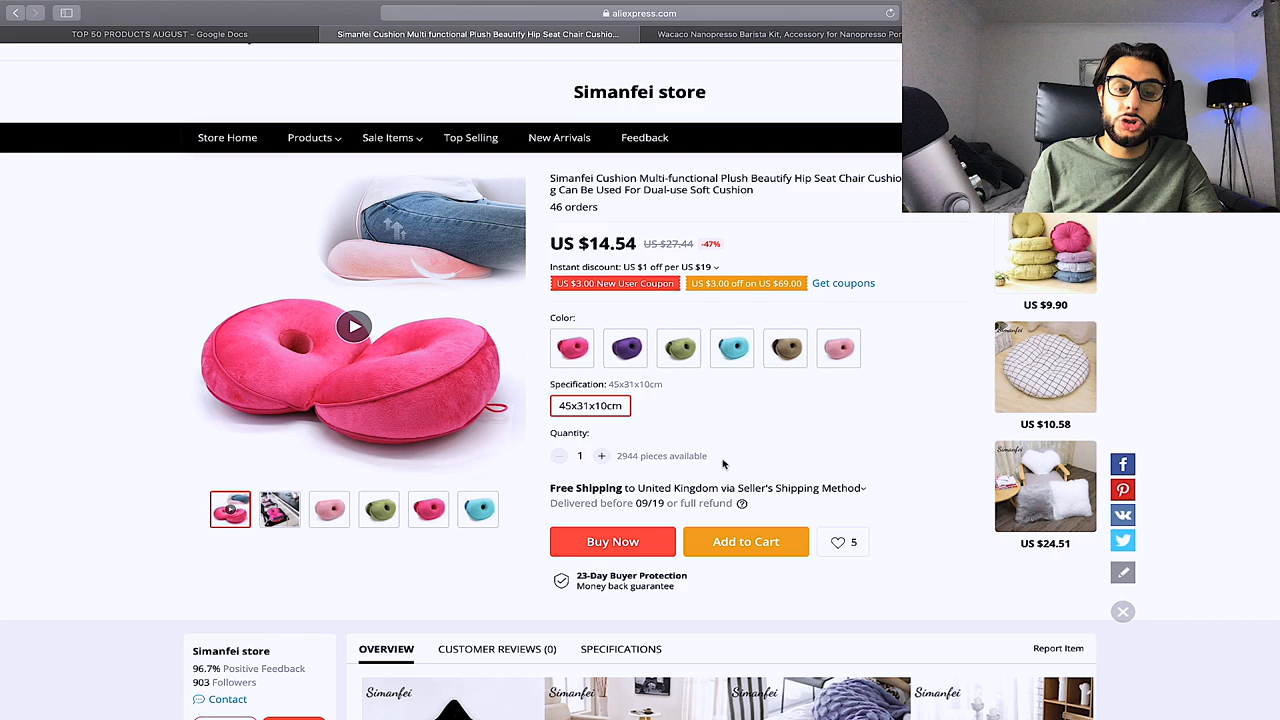 aliexpress.com
TOP 50 PRODUCTS AUGUST - Google Docs
Simanfei Cushion Multi functional Plush Beautify Hip Seat Chair Cushio...
Wacaco Nanopresso Barista Kit, Accessory for Nanopresso Por
Simanfei store
Store Home
Products
Sale Items
Top Selling
New Arrivals
Feedback
Simanfei Cushion Multi-functional Plush Beautify Hip Seat Chair Cushio
g Can Be Used For Dual-use Soft Cushion
46 orders
US $14.54 US $27.44 -47%
Instant discount: US $1 off per US $19
US $3.00 New User Coupon
US $3.00 off on US $69.00
Get coupons
Color:
Specification: 45x31x10cm
45x31x10cm
Quantity:
1 + 2944 pieces available
Free Shipping to United Kingdom via Seller's Shipping Method
Delivered before 09/19 or full refund ?
Buy Now
Add to Cart
5
23-Day Buyer Protection
Money back guarantee
US $9.90
Simanfei
US $10.58
Simanfei
US $24.51
Simanfei store
96.7% Positive Feedback
903 Followers
Contact
OVERVIEW
CUSTOMER REVIEWS (0)
SPECIFICATIONS
Report Item
Simanfei
Simanfei
Simanfei
Simanfei